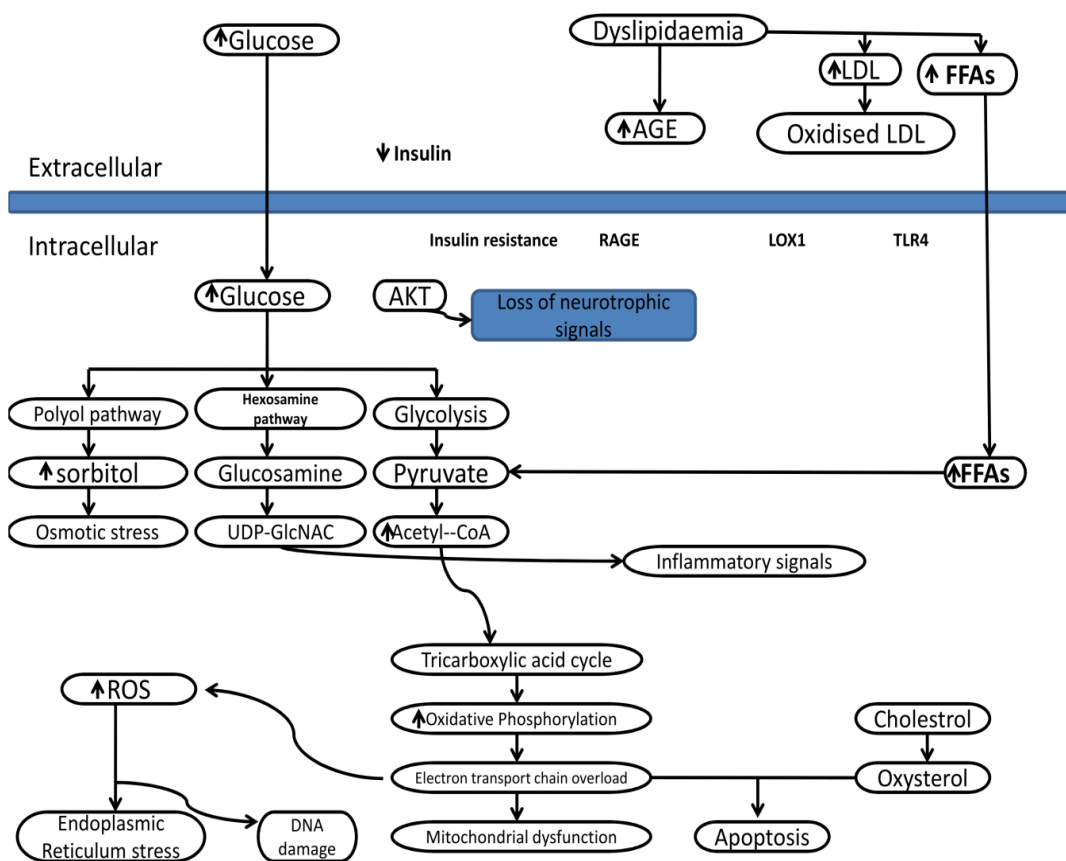 Glucose
Dyslipidaemia
LDL
FFAs
AGE
Oxidised LDL
Insulin
Extracellular
Intracellular
Insulin resistance
RAGE
LOX1
TLR4
Glucose
AKT
Loss of neurotrophic
signals
Polyol pathway
Hexosamine
pathway
Glycolysis
sorbitol
Glucosamine
Pyruvate
FFAs
Osmotic stress
UDP-GlcNAC
Acetyl--CoA
Inflammatory signals
Tricarboxylic acid cycle
ROS
Oxidative Phosphorylation
Cholestrol
Electron transport chain overload
Oxysterol
Endoplasmic
Reticulum stress
DNA
damage
Mitochondrial dysfunction
Apoptosis